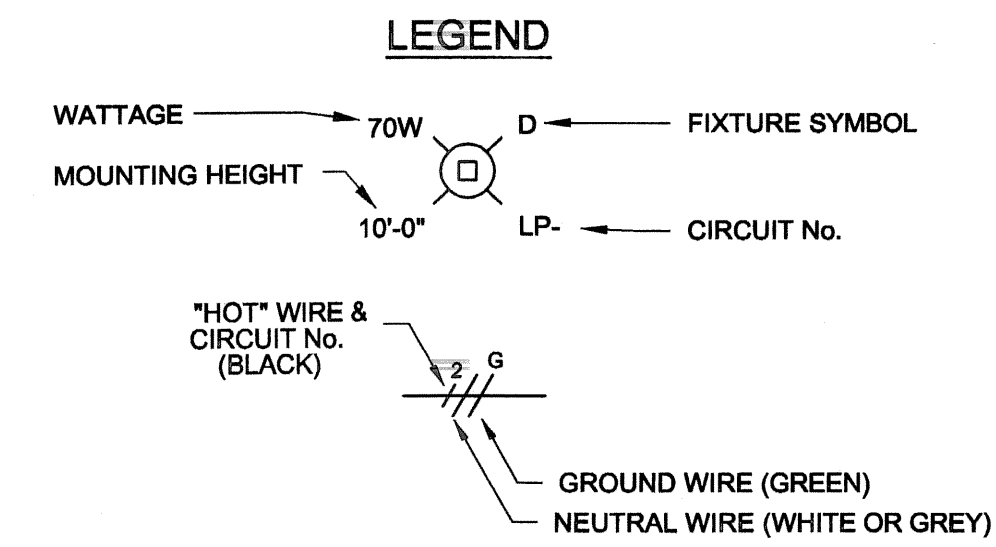 LEGEND
WATTAGE
70W
D
FIXTURE SYMBOL
MOUNTING HEIGHT
10'-0"
LP-
CIRCUIT No.
"HOT" WIRE &
CIRCUIT No.
(BLACK)
2
G
GROUND WIRE (GREEN)
NEUTRAL WIRE (WHITE OR GREY)